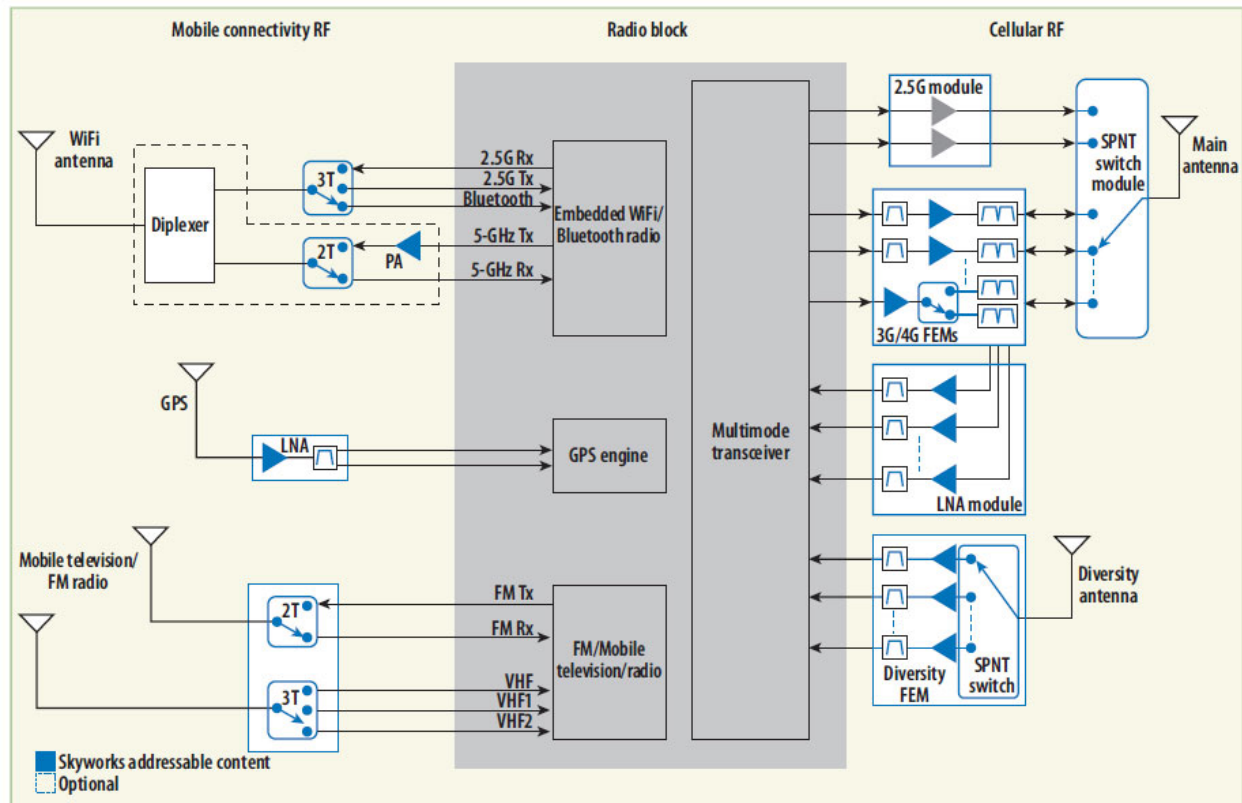 Mobile connectivity RF
Radio block
Cellular RF
WiFi
antenna
Diplexer
3T
2T
PA
2.5G Rx
2.5G Tx
Bluetooth
5-GHz Tx
5-GHz Rx
Embedded WiFi/
Bluetooth radio
GPS
LNA
GPS engine
Mobile television/
FM radio
2T
3T
FM Tx
FM Rx
VHF
VHF1
VHF2
FM/Mobile
television/radio
Multimode
transceiver
2.5G module
SPNT
switch
module
Main
antenna
3G/4G FEMs
LNA module
Diversity
FEM
SPNT
switch
Diversity
antenna
Skyworks addressable content
Optional